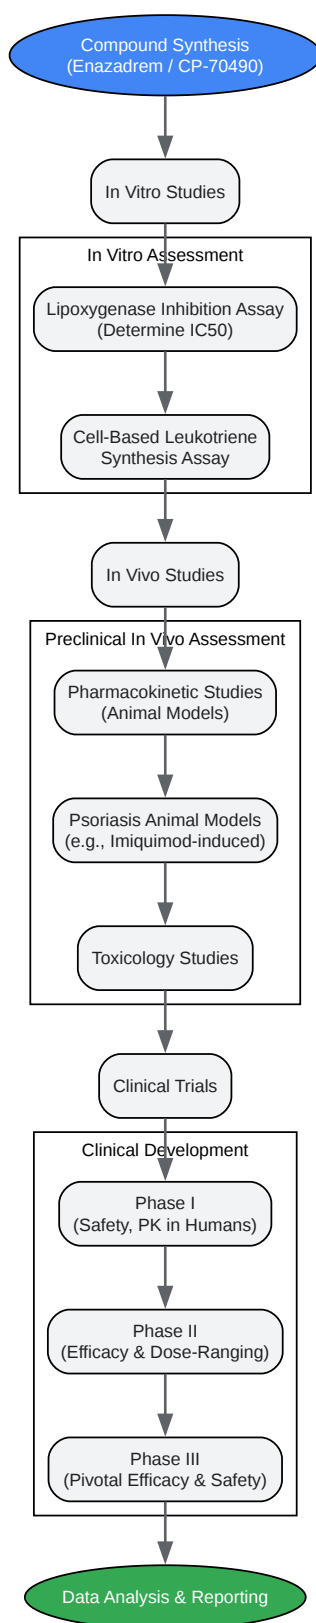 Compound Synthesis
(Enazadrem / CP-70490)
In Vitro Studies
In Vitro Assessment
Lipoxygenase Inhibition Assay
(Determine IC50)
Cell-Based Leukotriene
Synthesis Assay
In Vivo Studies
Preclinical In Vivo Assessment
Pharmacokinetic Studies
(Animal Models)
Psoriasis Animal Models
(e.g., Imiquimod-induced)
Toxicology Studies
Clinical Trials
Clinical Development
Phase I
(Safety, PK in Humans)
Phase II
(Efficacy & Dose-Ranging)
Phase III
(Pivotal Efficacy & Safety)
Data Analysis & Reporting